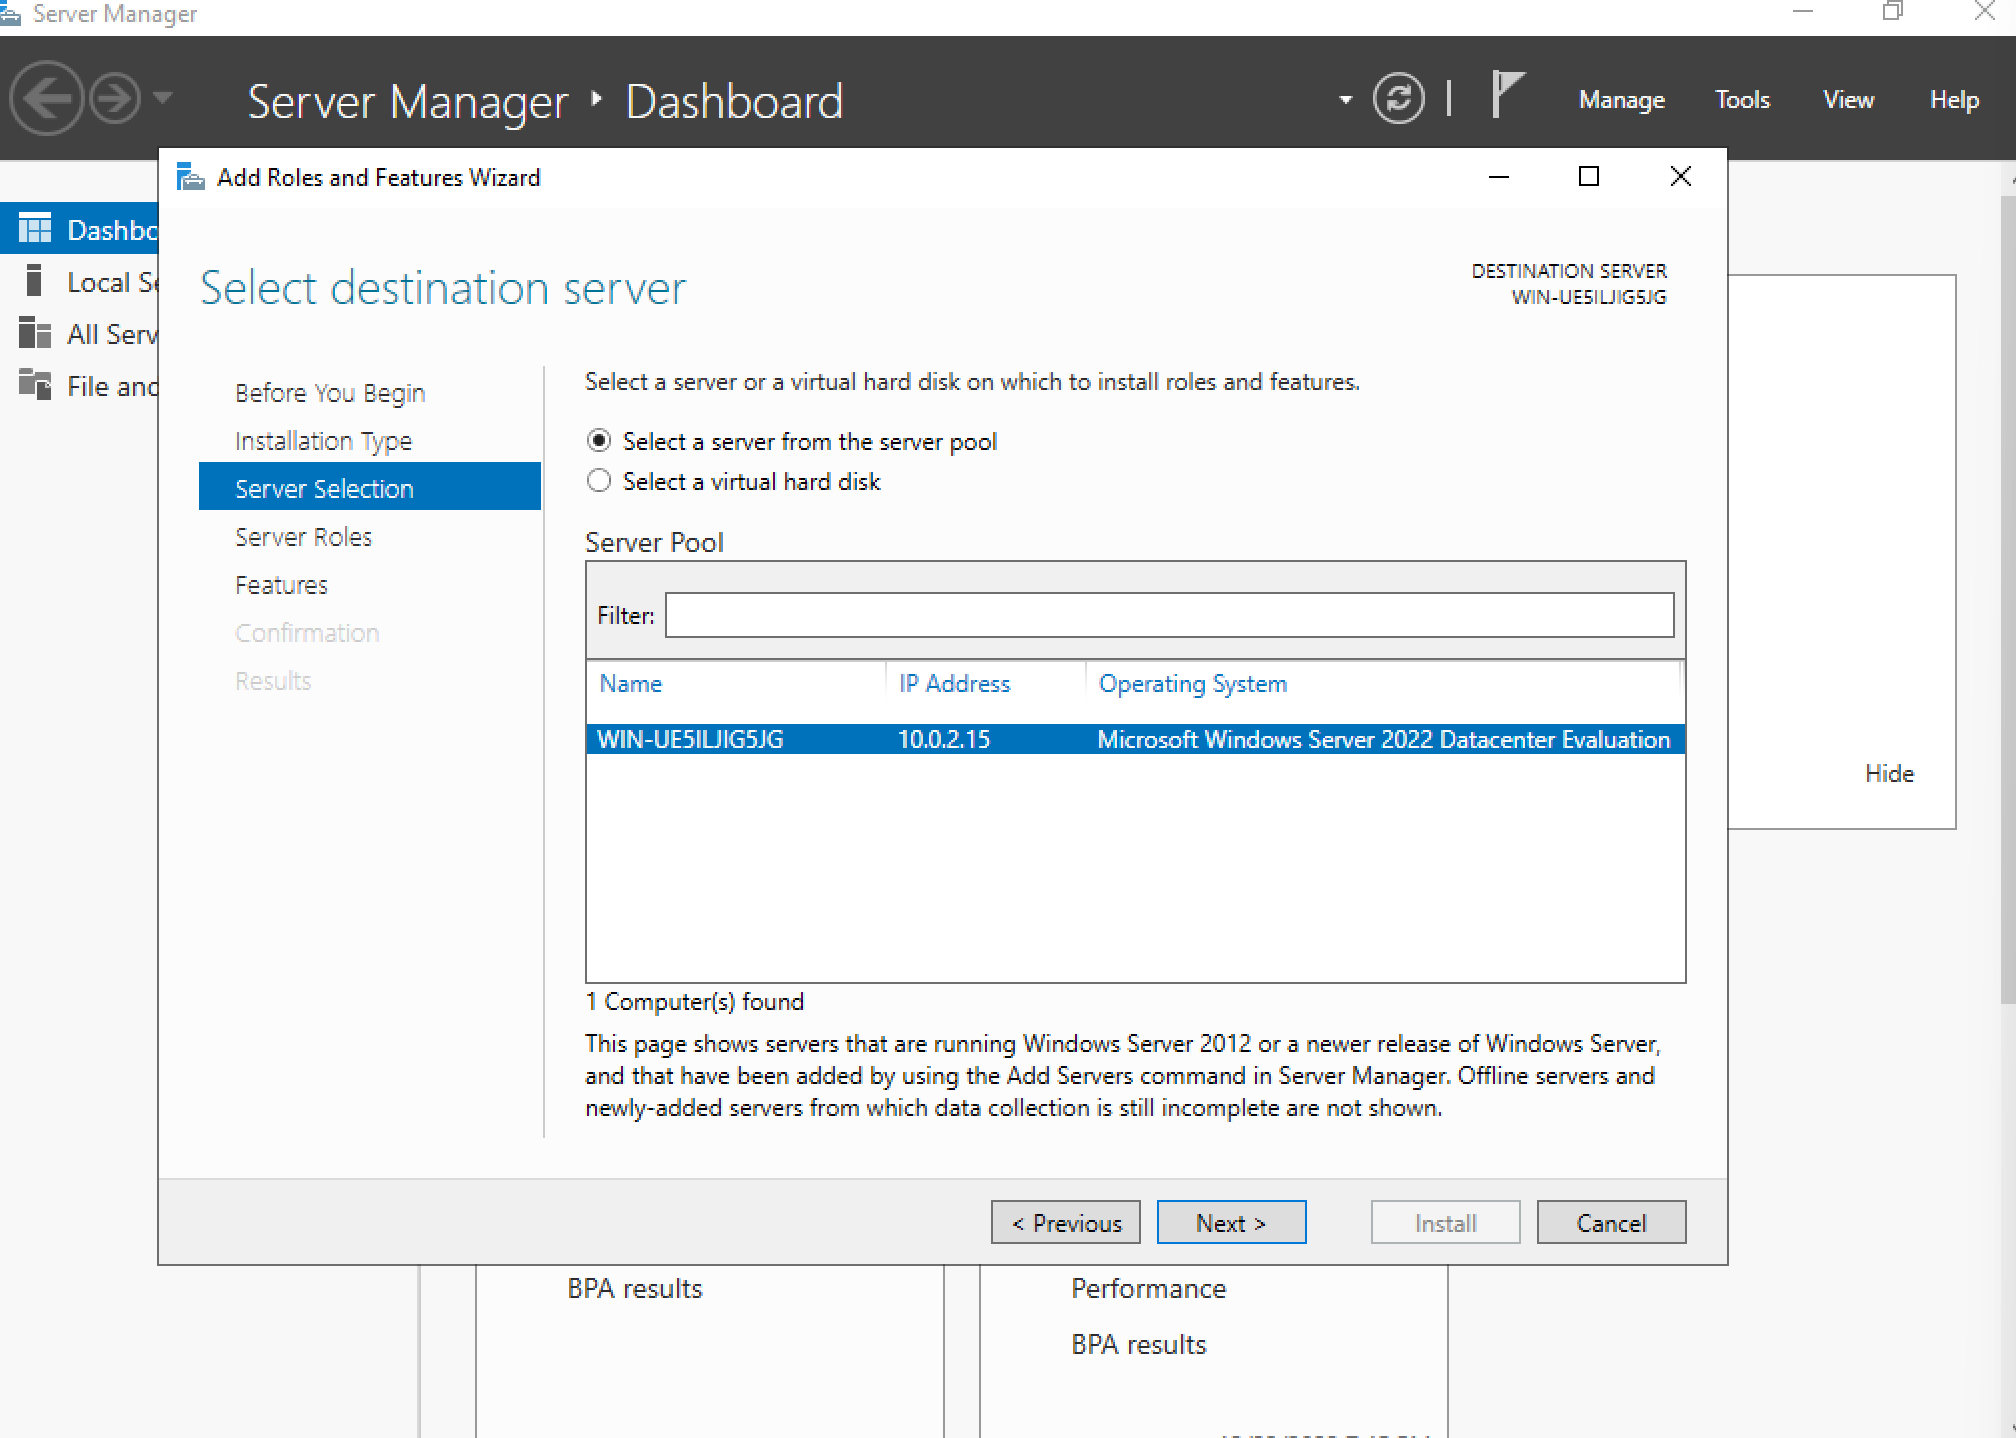 Server Manager
Server Manager Dashboard
Manage Tools View Help
Add Roles and Features Wizard
Dashbo
Local Se
All Serv
File and
Select destination server
DESTINATION SERVER
WIN-UE5ILJIG5JG
Before You Begin
Installation Type
Server Selection
Server Roles
Features
Confirmation
Results
Select a server or a virtual hard disk on which to install roles and features.
Select a server from the server pool
Select a virtual hard disk
Server Pool
Filter:
Name IP Address Operating System
WIN-UE5ILJIG5JG 10.0.2.15 Microsoft Windows Server 2022 Datacenter Evaluation
1 Computer(s) found
This page shows servers that are running Windows Server 2012 or a newer release of Windows Server,
and that have been added by using the Add Servers command in Server Manager. Offline servers and
newly-added servers from which data collection is still incomplete are not shown.
< Previous Next > Install Cancel
Hide
BPA results
Performance
BPA results